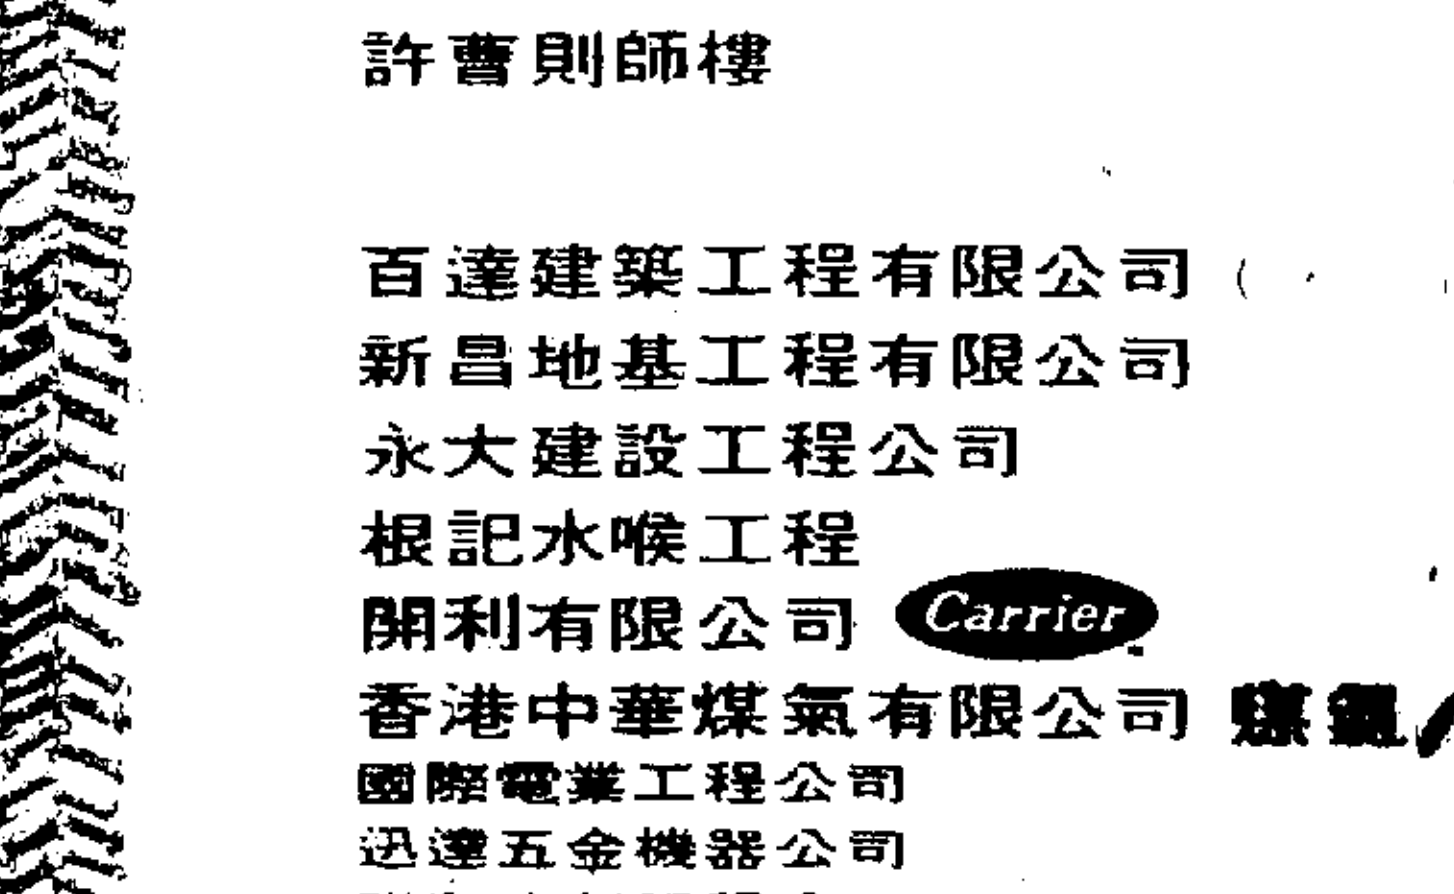 許曹則師樓
百達建築工程有限公司
新昌地基工程有限公司
永大建設工程公司
根記水喉工程
開利有限公司 Carrier
香港中華煤氣有限公司 煤氣
國際電業工程公司
迅達五金機器公司